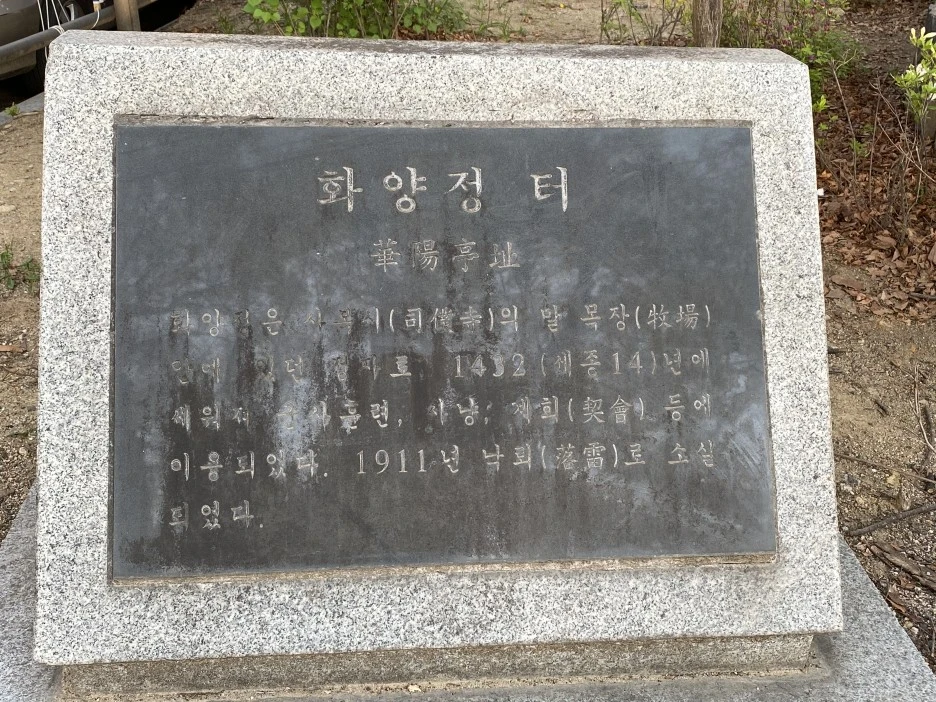 화양정 터
華陽亭址
화양정은 사복시(司僕寺)의 말 목장(牧場)
안에 있던 정자로 1432(세종14)년에
세워져 군사훈련, 사냥, 계회(契會) 등에
이용되었다. 1911년 낙뢰(落雷)로 소실
되었다.